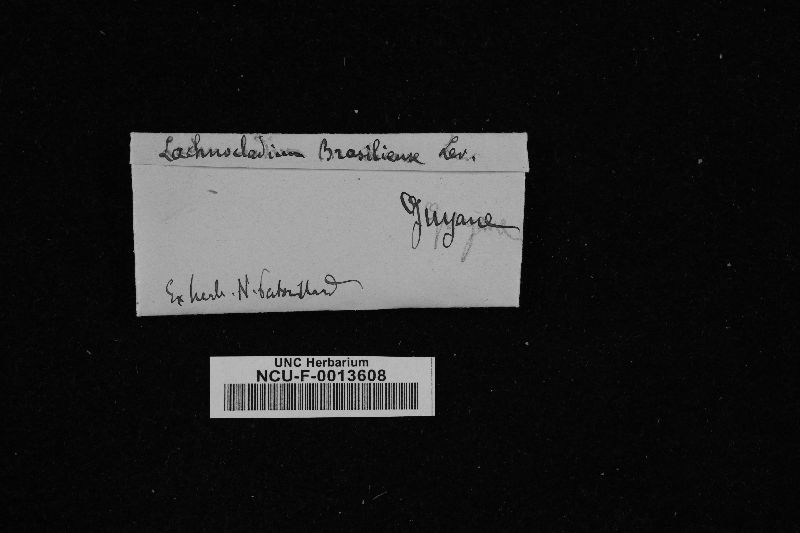 Lachnocladium Brasiliense Lev.
Guyane
Ex herb. N. Patouillard
UNC Herbarium
NCU-F-0013608